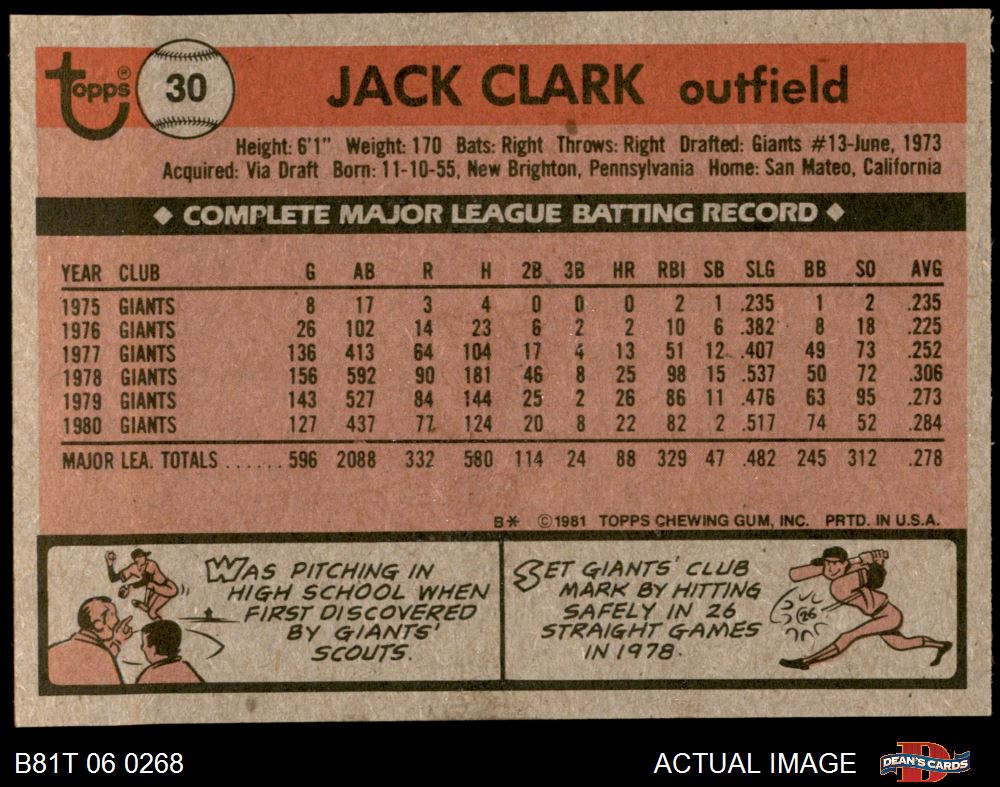 topps® 30 JACK CLARK outfield
Height: 6'1" Weight: 170 Bats: Right Throws: Right Drafted: Giants #13-June, 1973
Acquired: Via Draft Born: 11-10-55, New Brighton, Pennsylvania Home: San Mateo, California
◆ COMPLETE MAJOR LEAGUE BATTING RECORD ◆
YEAR CLUB G AB R H 2B 3B HR RBI SB SLG BB SO AVG
1975 GIANTS 8 17 3 4 0 0 0 2 1 .235 1 2 .235
1976 GIANTS 26 102 14 23 6 2 2 10 6 .382 8 18 .225
1977 GIANTS 136 413 64 104 17 4 13 51 12 .407 49 73 .252
1978 GIANTS 156 592 90 181 46 8 25 98 15 .537 50 72 .306
1979 GIANTS 143 527 84 144 25 2 26 86 11 .476 63 95 .273
1980 GIANTS 127 437 77 124 20 8 22 82 2 .517 74 52 .284
MAJOR LEA. TOTALS ...... 596 2088 332 580 114 24 88 329 47 .482 245 312 .278
B* ©1981 TOPPS CHEWING GUM, INC. PRTD. IN U.S.A.
WAS PITCHING IN
HIGH SCHOOL WHEN
FIRST DISCOVERED
BY GIANTS'
SCOUTS.
SET GIANTS' CLUB
MARK BY HITTING
SAFELY IN 26
STRAIGHT GAMES
IN 1978.
26
B81T 06 0268 ACTUAL IMAGE D DEAN'S CARDS